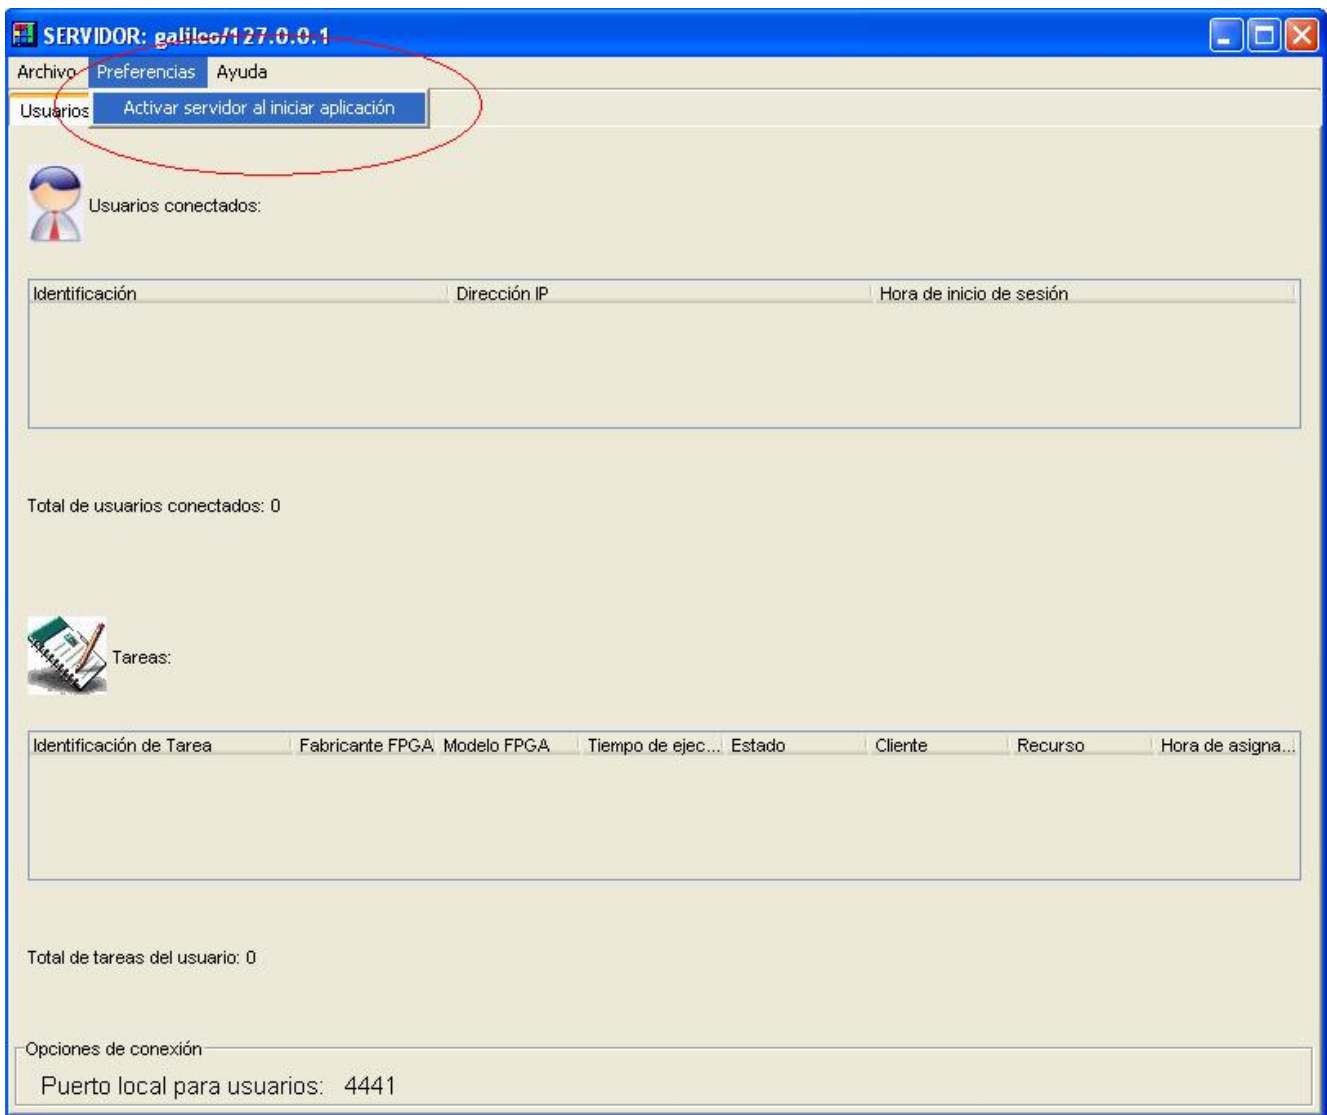 SERVIDOR: galileo/127.0.0.1
Archivo Preferencias Ayuda
Usuarios Activar servidor al iniciar aplicación
Usuarios conectados:
Identificación Dirección IP Hora de inicio de sesión
Total de usuarios conectados: 0
Tareas:
Identificación de Tarea Fabricante FPGA Modelo FPGA Tiempo de ejec... Estado Cliente Recurso Hora de asigna...
Total de tareas del usuario: 0
Opciones de conexión
Puerto local para usuarios: 4441